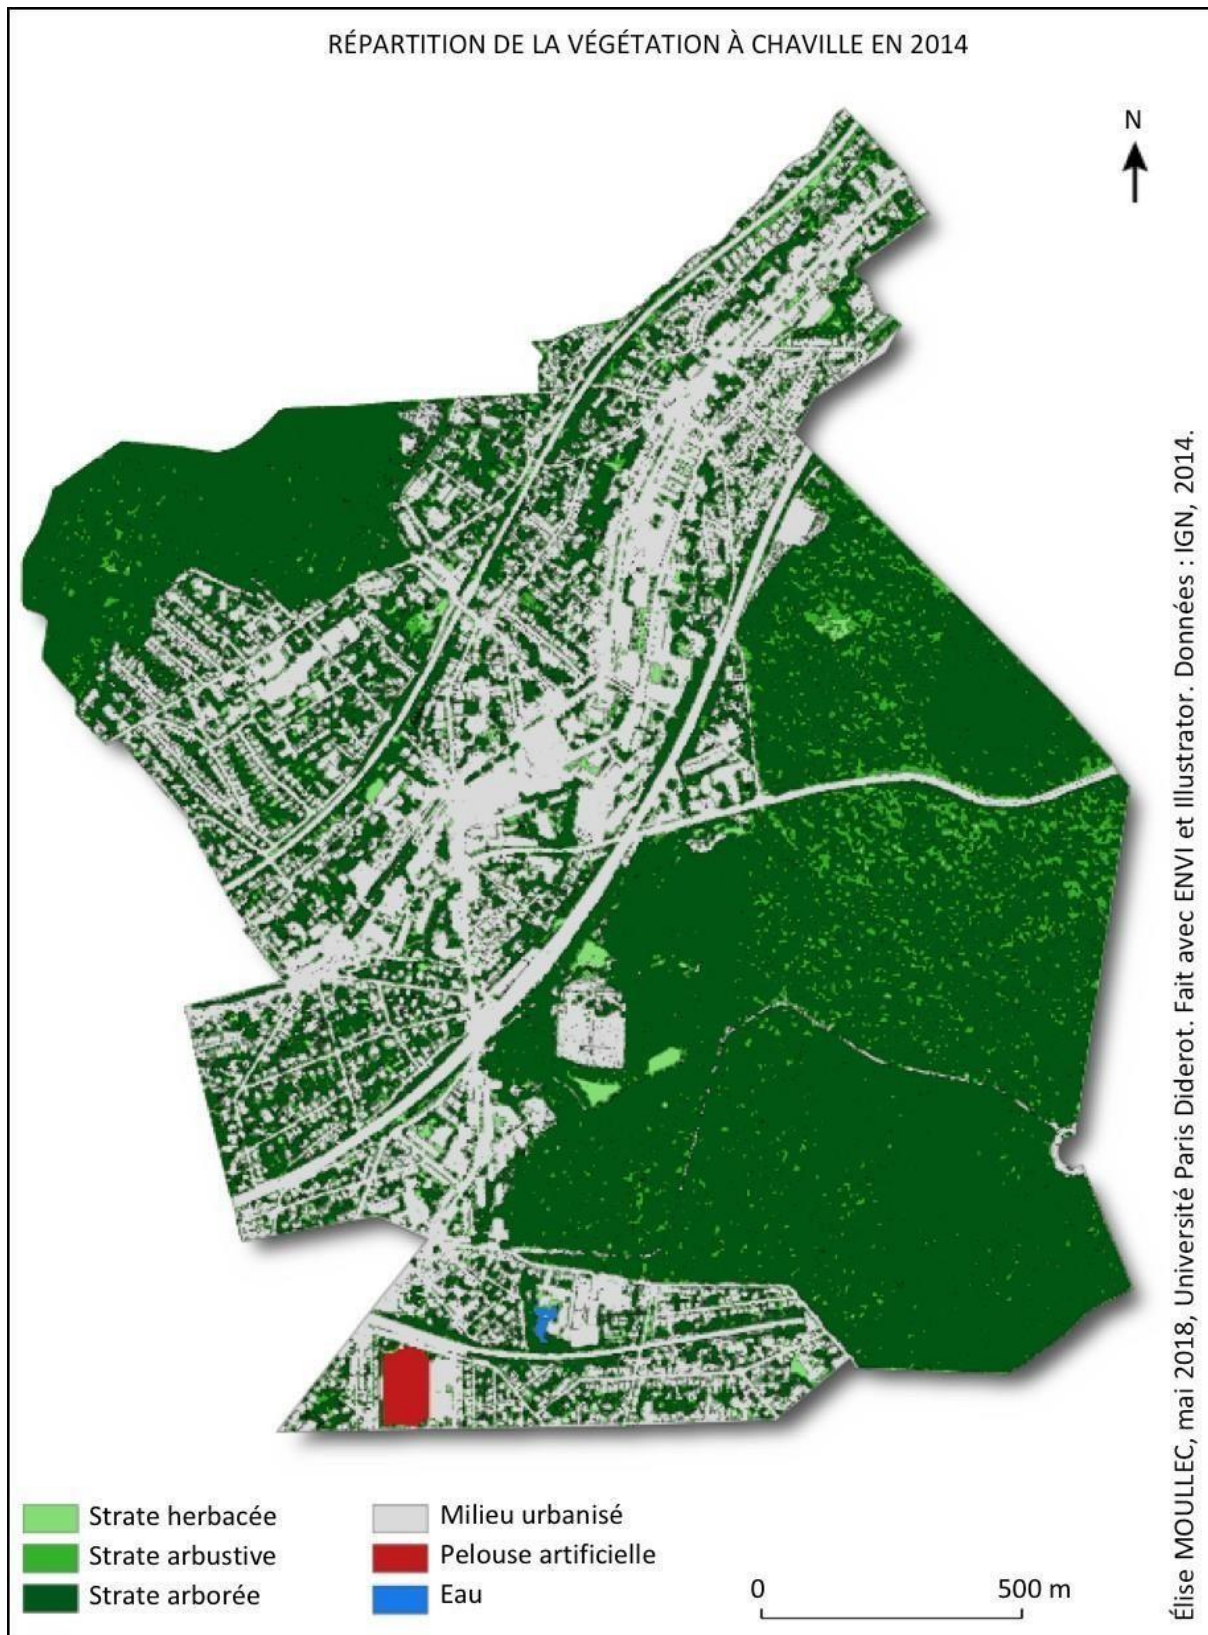 RÉPARTITION DE LA VÉGÉTATION À CHAVILLE EN 2014
N
Élise MOULLEC, mai 2018, Université Paris Diderot. Fait avec ENVI et Illustrator. Données : IGN, 2014.
Strate herbacée
Strate arbustive
Strate arborée
Milieu urbanisé
Pelouse artificielle
Eau
0 500 m